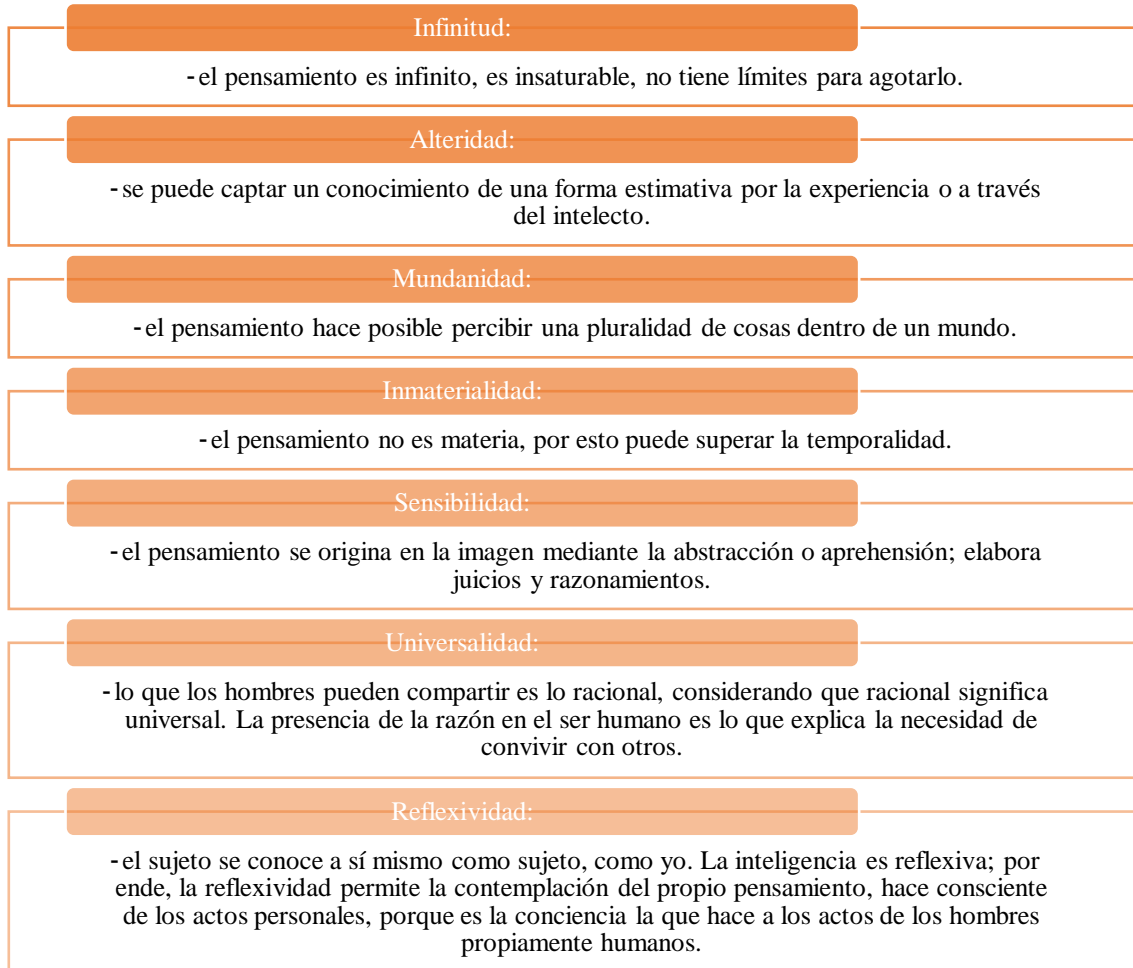 Infinitud:
-el pensamiento es infinito, es insaturable, no tiene límites para agotarlo.
Alteridad:
-se puede captar un conocimiento de una forma estimativa por la experiencia o a través
del intelecto.
Mundanidad:
-el pensamiento hace posible percibir una pluralidad de cosas dentro de un mundo.
Inmaterialidad:
-el pensamiento no es materia, por esto puede superar la temporalidad.
Sensibilidad:
-el pensamiento se origina en la imagen mediante la abstracción o aprehensión; elabora
juicios y razonamientos.
Universalidad:
-lo que los hombres pueden compartir es lo racional, considerando que racional significa
universal. La presencia de la razón en el ser humano es lo que explica la necesidad de
convivir con otros.
Reflexividad:
-el sujeto se conoce a sí mismo como sujeto, como yo. La inteligencia es reflexiva; por
ende, la reflexividad permite la contemplación del propio pensamiento, hace consciente
de los actos personales, porque es la conciencia la que hace a los actos de los hombres
propiamente humanos.